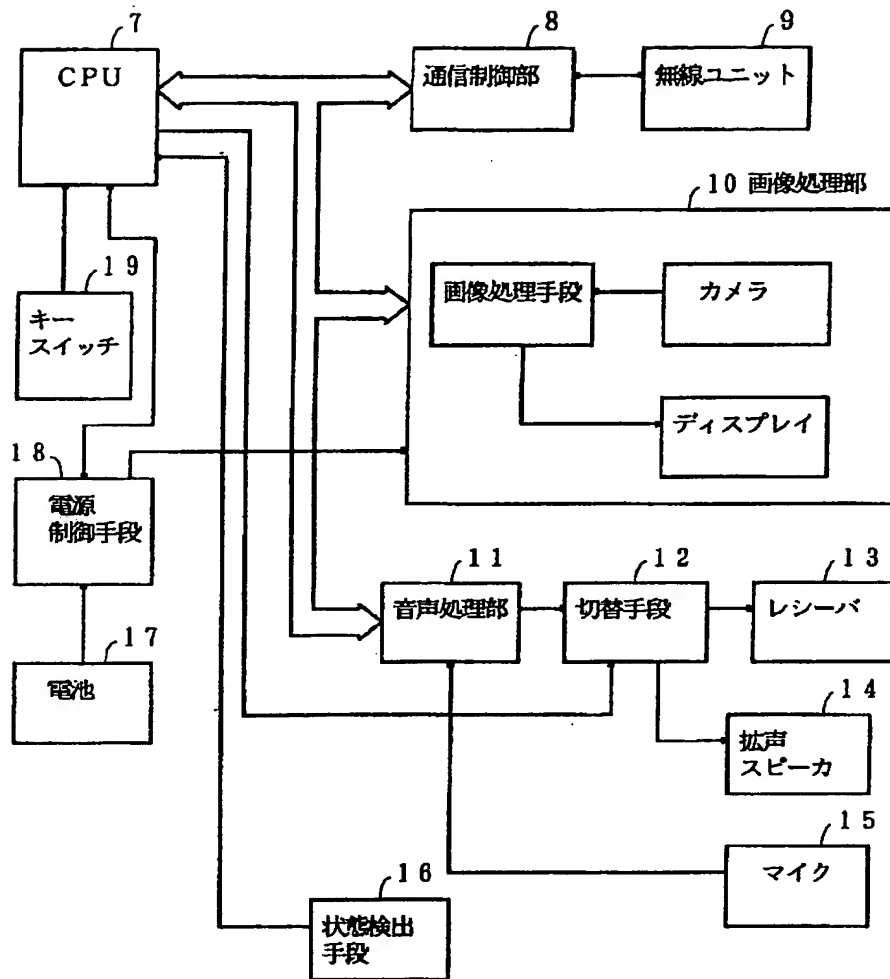 7
CPU
8
通信制御部
9
無線ユニット
10 画像処理部
画像処理手段
カメラ
ディスプレイ
19
キー
スイッチ
18
電源
制御手段
17
電池
11
音声処理部
12
切替手段
13
レシーバ
14
拡声
スピーカ
15
マイク
16
状態検出
手段